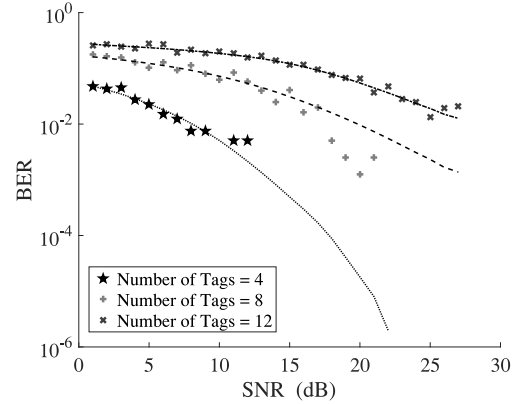 10^0
10^-2
10^-4
10^-6
BER
★ Number of Tags = 4
+ Number of Tags = 8
× Number of Tags = 12
0 5 10 15 20 25 30
SNR (dB)